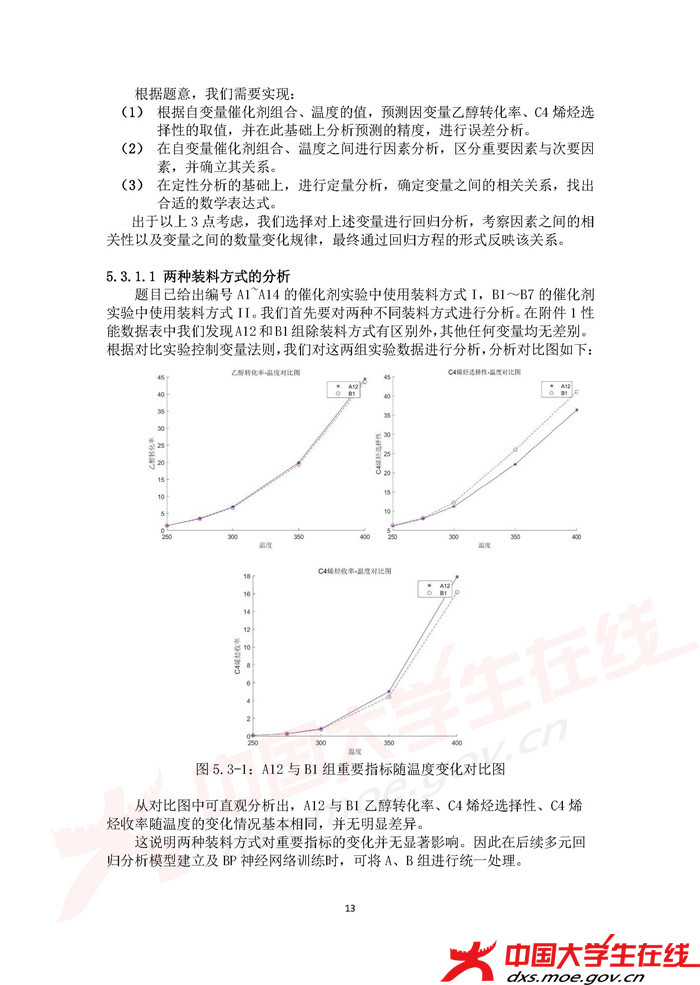 根据题意，我们需要实现：
（1） 根据自变量催化剂组合、温度的值，预测因变量乙醇转化率、C4 烯烃选
择性的取值，并在此基础上分析预测的精度，进行误差分析。
（2） 在自变量催化剂组合、温度之间进行因素分析，区分重要因素与次要因
素，并确立其关系。
（3） 在定性分析的基础上，进行定量分析，确定变量之间的相关关系，找出
合适的数学表达式。
出于以上 3 点考虑，我们选择对上述变量进行回归分析，考察因素之间的相
关性以及变量之间的数量变化规律，最终通过回归方程的形式反映该关系。
5.3.1.1 两种装料方式的分析
题目已给出编号 A1~A14 的催化剂实验中使用装料方式 I，B1～B7 的催化剂
实验中使用装料方式 II。我们首先要对两种不同装料方式进行分析。在附件 1 性
能数据表中我们发现 A12 和 B1 组除装料方式有区别外，其他任何变量均无差别。
根据对比实验控制变量法则，我们对这两组实验数据进行分析，分析对比图如下：
乙醇转化率-温度对比图
A12
B1
45
40
35
30
25
20
15
10
5
0
乙醇转化率
250 300 350 400
温度
C4烯烃选择性-温度对比图
A12
B1
45
40
35
30
25
20
15
10
5
C4烯烃选择性
250 300 350 400
温度
C4烯烃收率-温度对比图
A12
B1
18
16
14
12
10
8
6
4
2
0
C4烯烃收率
250 300 350 400
温度
图 5.3-1：A12 与 B1 组重要指标随温度变化对比图
从对比图中可直观分析出，A12 与 B1 乙醇转化率、C4 烯烃选择性、C4 烯
烃收率随温度的变化情况基本相同，并无明显差异。
这说明两种装料方式对重要指标的变化并无显著影响。因此在后续多元回
归分析模型建立及 BP 神经网络训练时，可将 A、B 组进行统一处理。
13
中国大学生在线
www.moe.gov.cn
中国大学生在线
dxs.moe.gov.cn